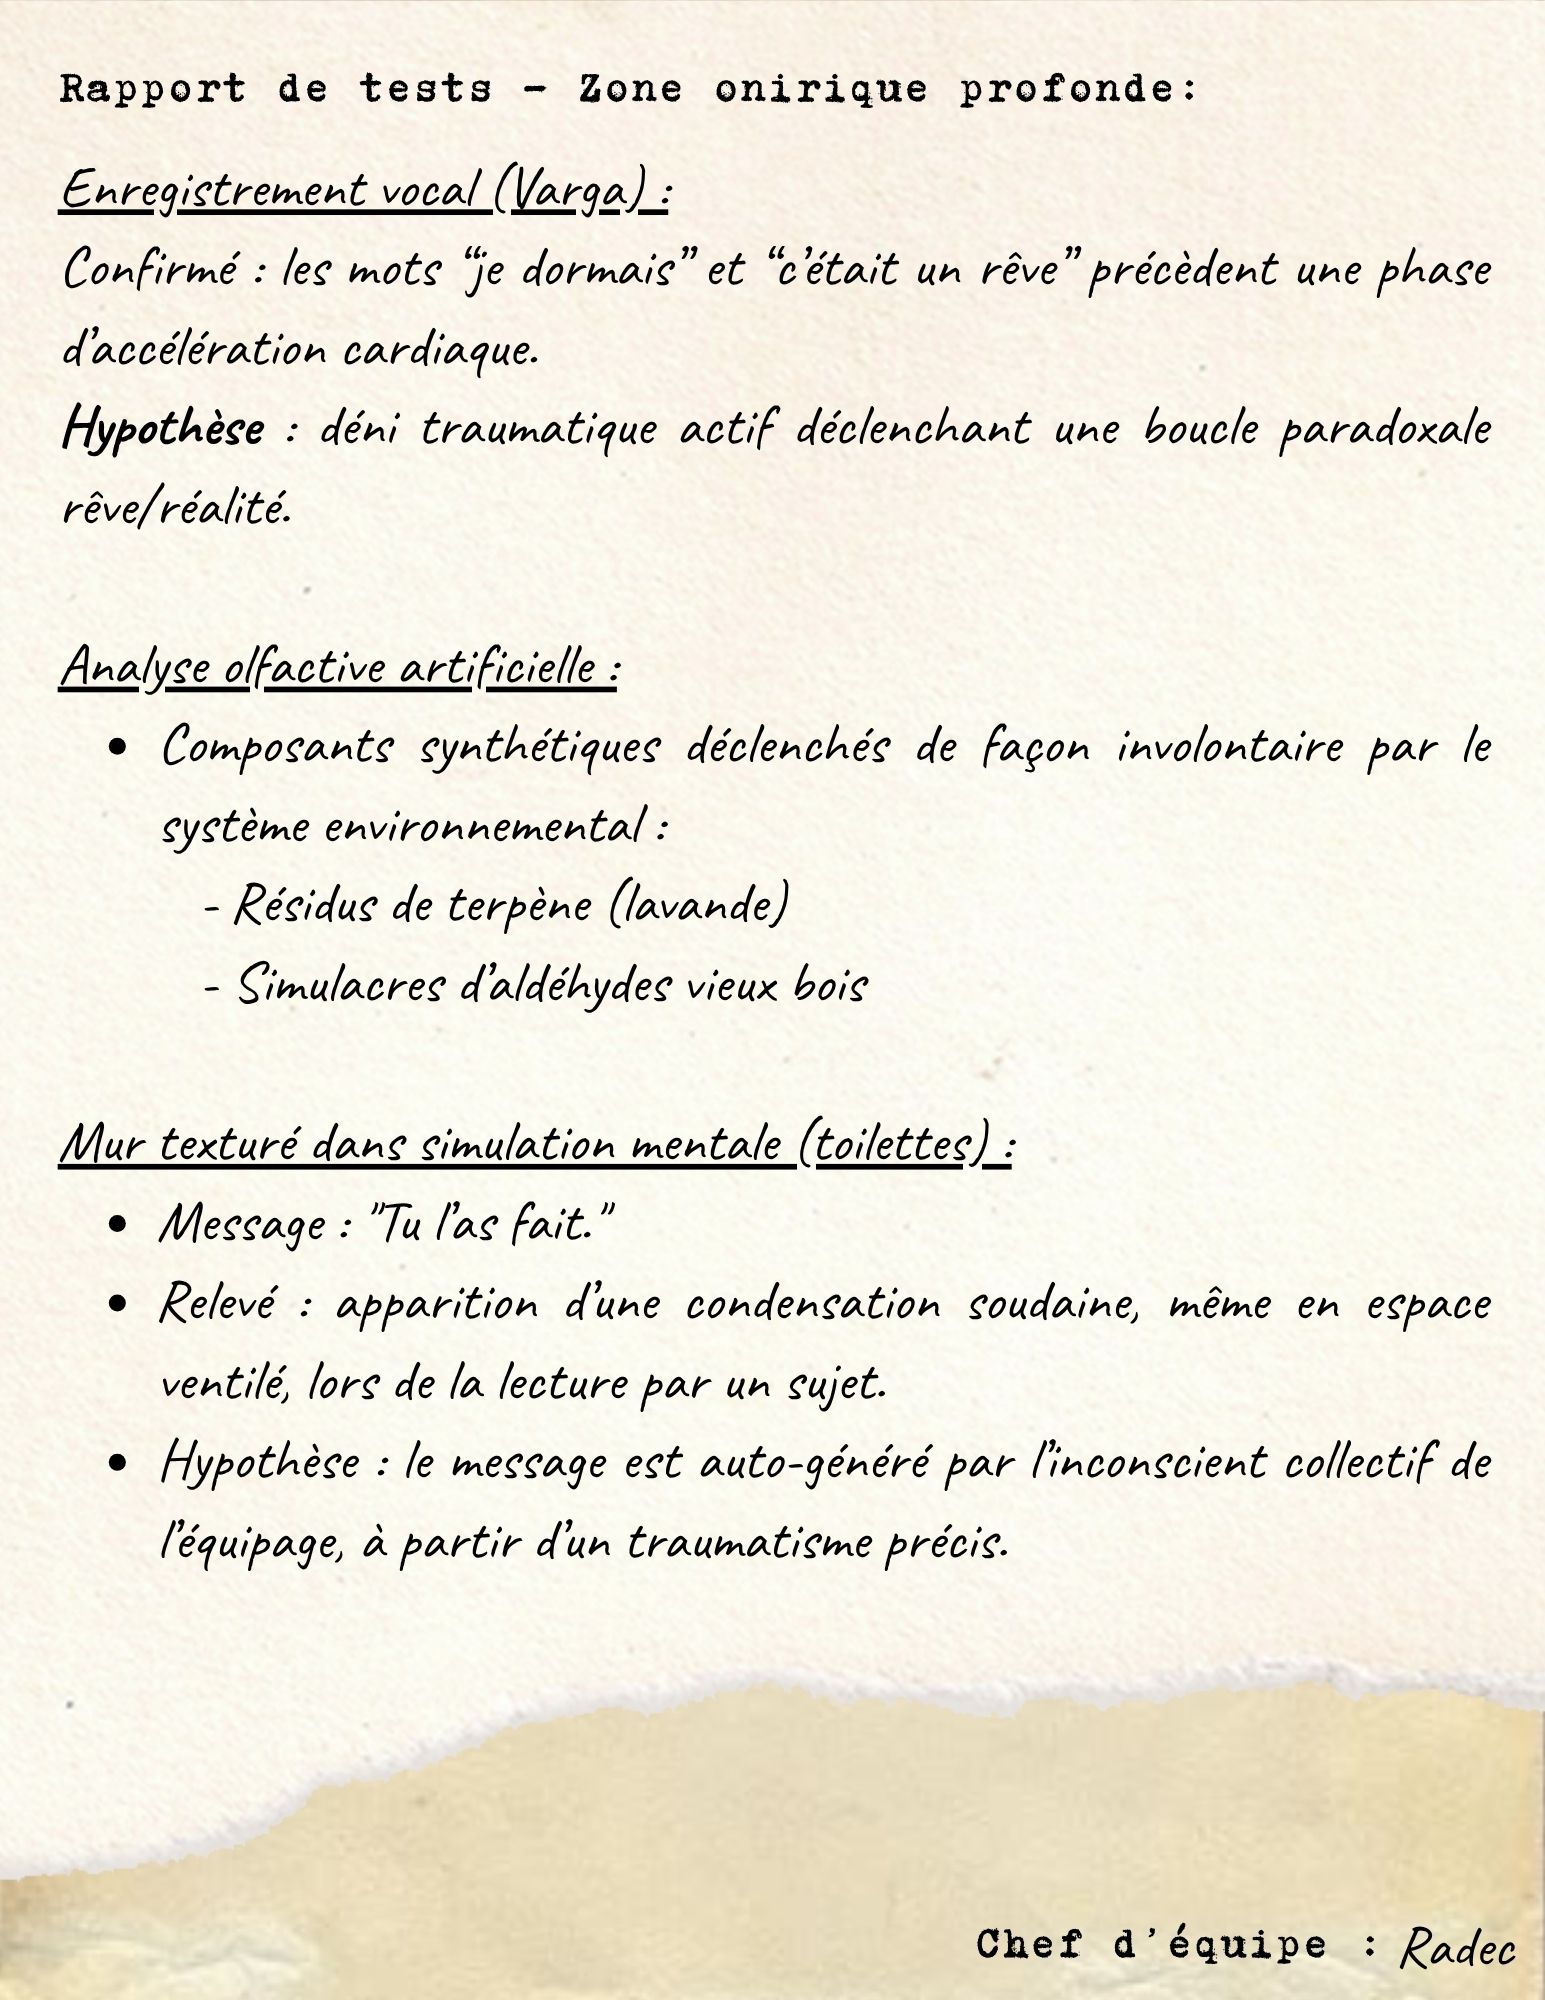 Rapport de tests - Zone onirique profonde:
Enregistrement vocal (Varga) :
Confirmé : les mots “je dormais” et “c’était un rêve” précèdent une phase
d’accélération cardiaque.
Hypothèse : déni traumatique actif déclenchant une boucle paradoxale
rêve/réalité.
Analyse olfactive artificielle :
• Composants synthétiques déclenchés de façon involontaire par le
système environnemental :
- Résidus de terpène (lavande)
- Simulacres d’aldéhydes vieux bois
Mur texturé dans simulation mentale (toilettes) :
• Message : "Tu l’as fait."
• Relevé : apparition d’une condensation soudaine, même en espace
ventilé, lors de la lecture par un sujet.
• Hypothèse : le message est auto-généré par l’inconscient collectif de
l’équipage, à partir d’un traumatisme précis.
Chef d'équipe : Radec